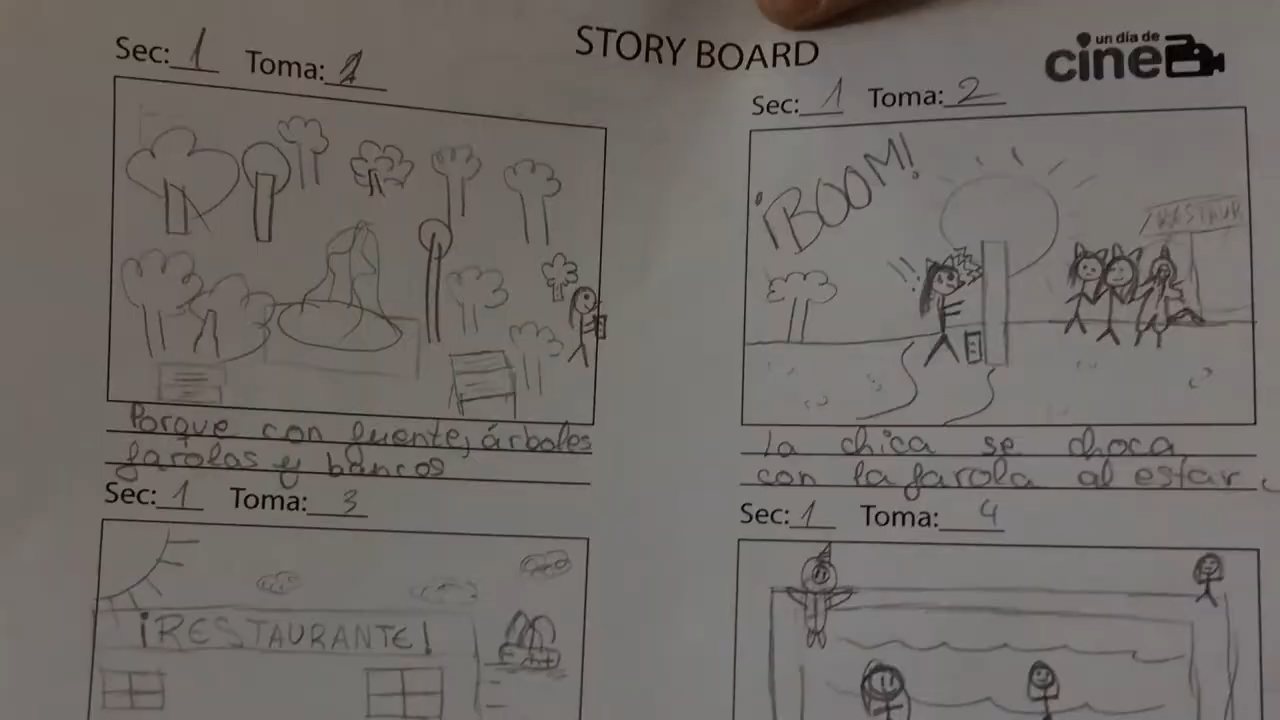 STORY BOARD
un día de
cine
Sec: 1 Toma: 1
Porque con fuente, árboles
farolas y bancos
Sec: 1 Toma: 2
¡BOOM!
!!
RESTAUR
La chica se choca
con la farola al estar
Sec: 1 Toma: 3
¡RESTAURANTE!
Sec: 1 Toma: 4